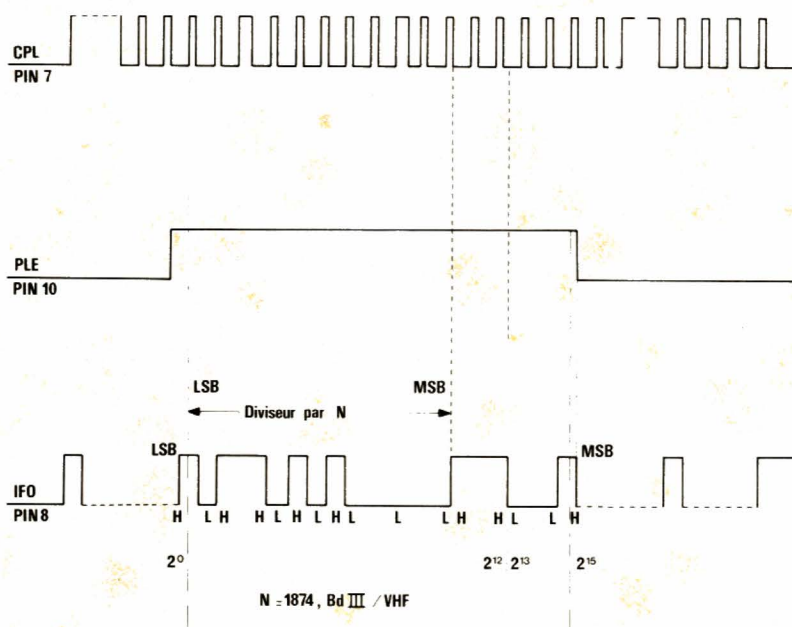 CPL
PIN 7
PLE
PIN 10
LSB MSB
Diviseur par N
LSB MSB
IFO
PIN 8 H L H H L H L H L L L H H L L H
2⁰ 2¹² 2¹³ 2¹⁵
N = 1874, Bd III / VHF